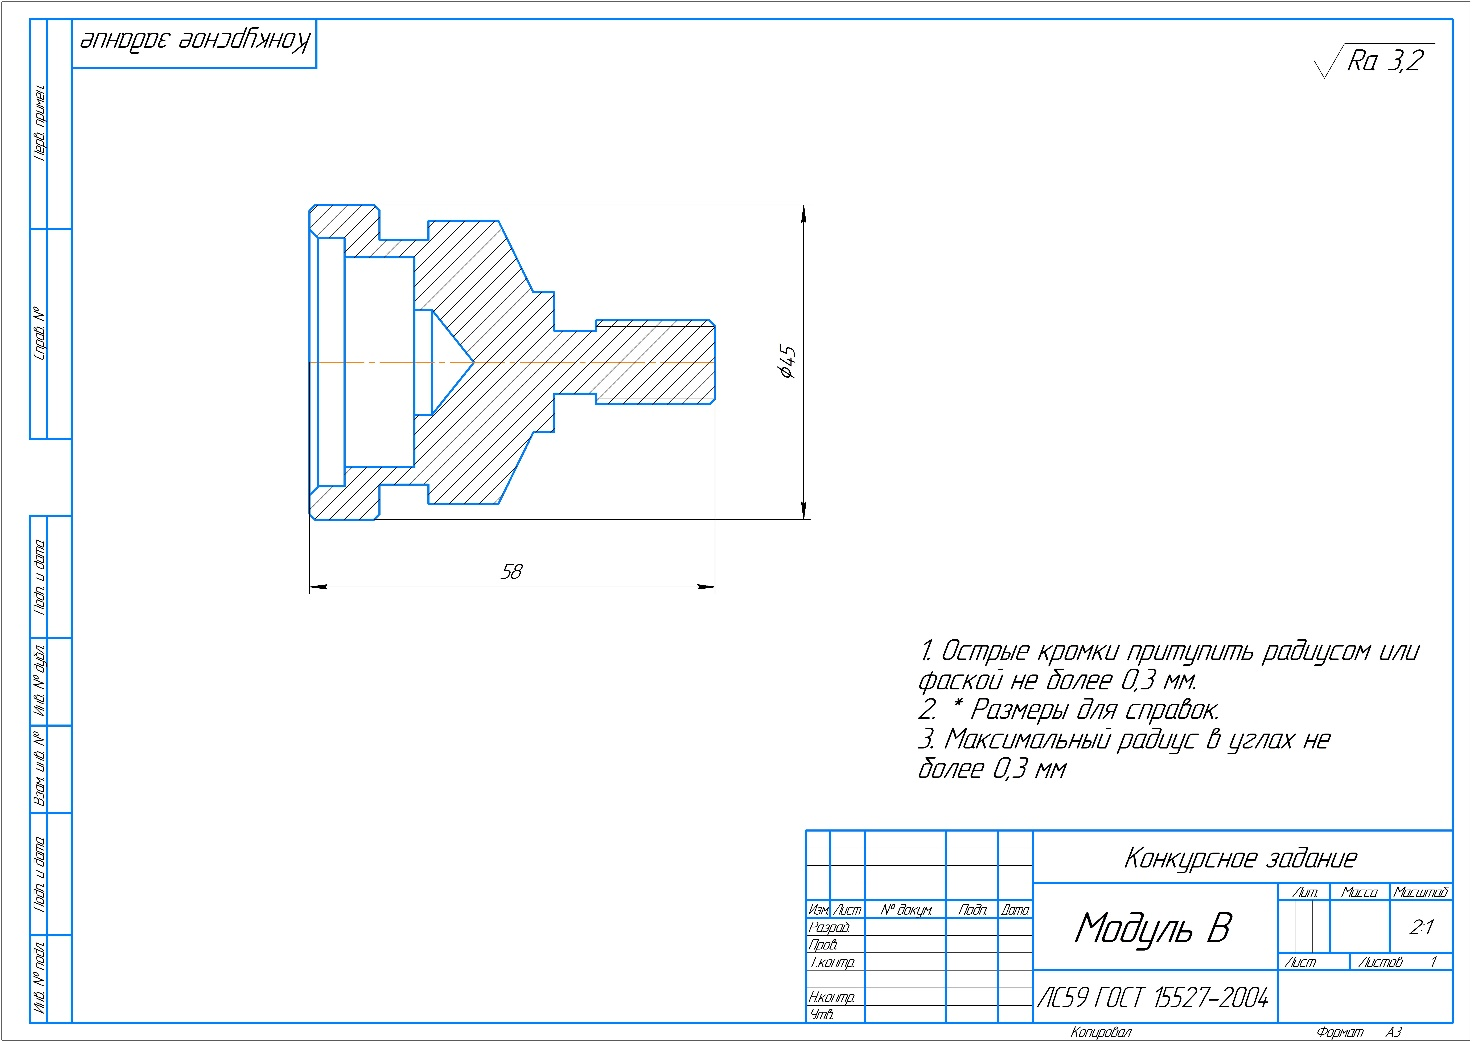 Конкурсное задание
Ra 3,2
Перв. примен.
Справ. №
Подп. и дата
Инв. № дубл.
Взам. инв. №
Подп. и дата
Инв. № подл.
⌀45
58
1. Острые кромки притупить радиусом или
фаской не более 0,3 мм.
2. * Размеры для справок.
3. Максимальный радиус в углах не
более 0,3 мм
Конкурсное задание
Изм. Лист № докум. Подп. Дата
Разраб.
Пров.
Т.контр.
Н.контр.
Утв.
Модуль В
Лит. Масса Масштаб
2:1
Лист Листов 1
ЛС59 ГОСТ 15527-2004
Копировал Формат А3